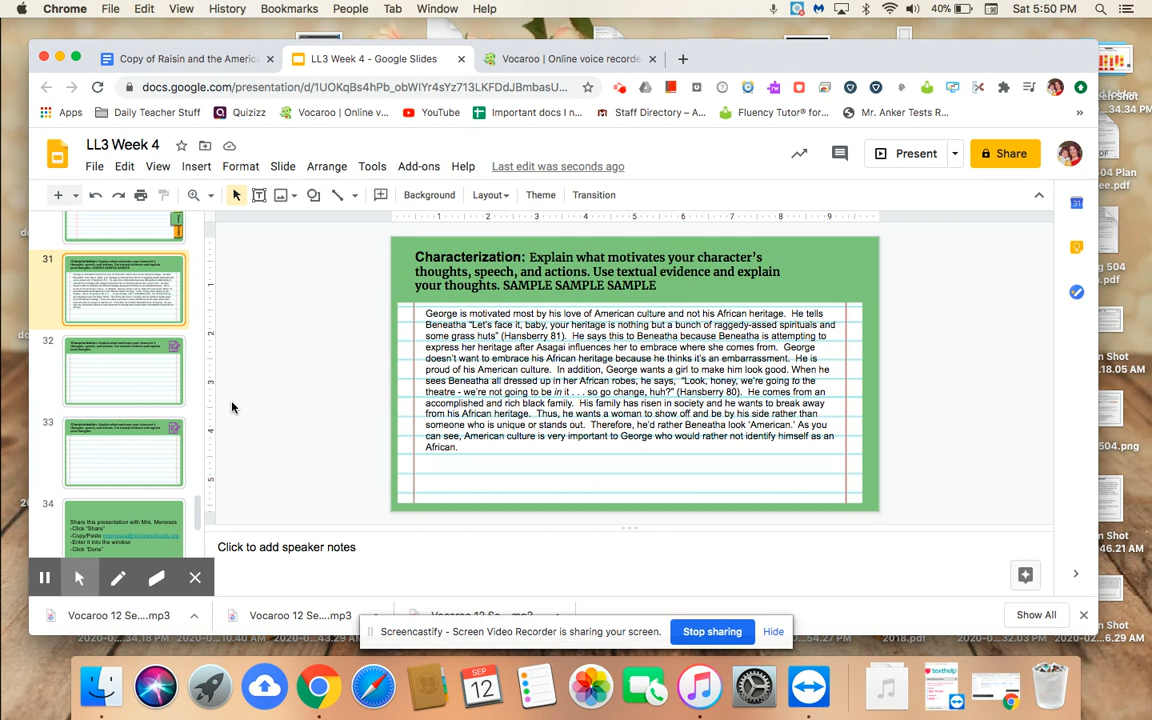 Chrome File Edit View History Bookmarks People Tab Window Help 40% Sat 5:50 PM
Copy of Raisin and the America
LL3 Week 4 - Google Slides
Vocaroo | Online voice recorde
docs.google.com/presentation/d/1UOKqBs4hPb_obWIYr4sYz713LKFDdJBmbasU...
Apps Daily Teacher Stuff Quizizz Vocaroo | Online v... YouTube Important docs I n... Staff Directory – A... Fluency Tutor® for... Mr. Anker Tests R...
LL3 Week 4
File Edit View Insert Format Slide Arrange Tools Add-ons Help Last edit was seconds ago
Present
Share
Background Layout Theme Transition
31
32
33
34
Share this presentation with Mrs. Meneses
-Click "Share"
-Copy/Paste
-Enter it into the window
-Click "Done"
Characterization: Explain what motivates your character's
thoughts, speech, and actions. Use textual evidence and explain
your thoughts. SAMPLE SAMPLE SAMPLE
George is motivated most by his love of American culture and not his African heritage. He tells
Beneatha "Let's face it, baby, your heritage is nothing but a bunch of raggedy-assed spirituals and
some grass huts" (Hansberry 81). He says this to Beneatha because Beneatha is attempting to
express her heritage after Asagai influences her to embrace where she comes from. George
doesn't want to embrace his African heritage because he thinks it's an embarrassment. He is
proud of his American culture. In addition, George wants a girl to make him look good. When he
sees Beneatha all dressed up in her African robes, he says, "Look, honey, we're going to the
theatre - we're not going to be in it . . . so go change, huh?" (Hansberry 80). He comes from an
accomplished and rich black family. His family has risen in society and he wants to break away
from his African heritage. Thus, he wants a woman to show off and be by his side rather than
someone who is unique or stands out. Therefore, he'd rather Beneatha look 'American.' As you
can see, American culture is very important to George who would rather not identify himself as an
African.
Click to add speaker notes
Vocaroo 12 Se....mp3
Vocaroo 12 Se....mp3
Show All
Screencastify - Screen Video Recorder is sharing your screen.
Stop sharing
Hide
504 Plan
504.png
SEP
12